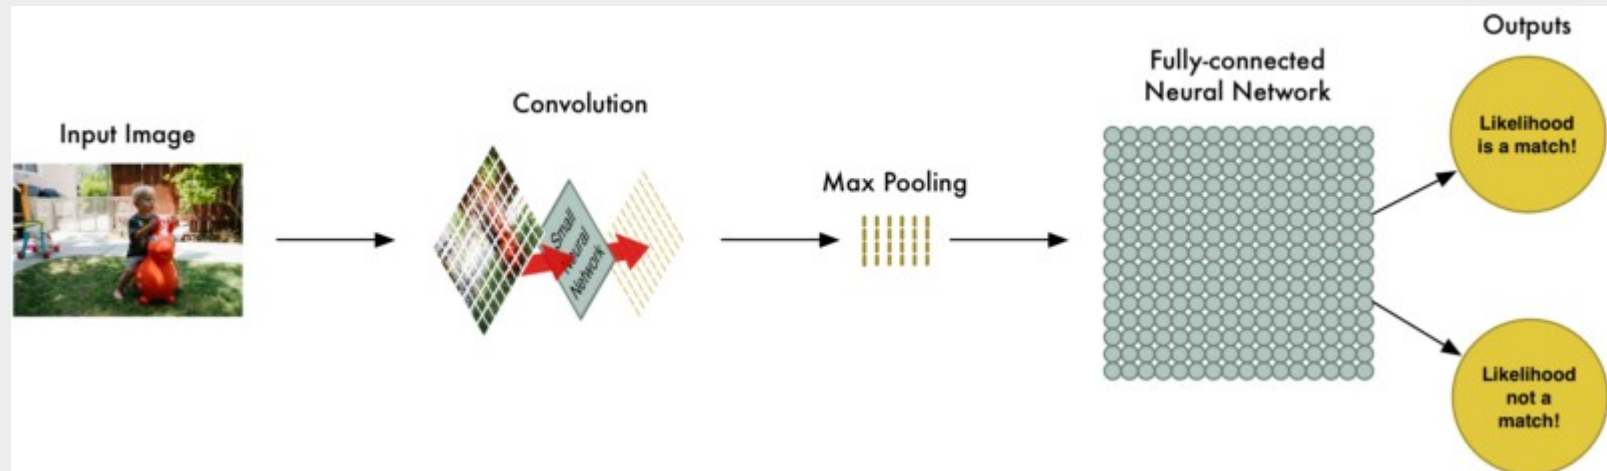 Input Image
Convolution
Small
Neural
Network
Max Pooling
Fully-connected
Neural Network
Outputs
Likelihood
is a match!
Likelihood
not a
match!